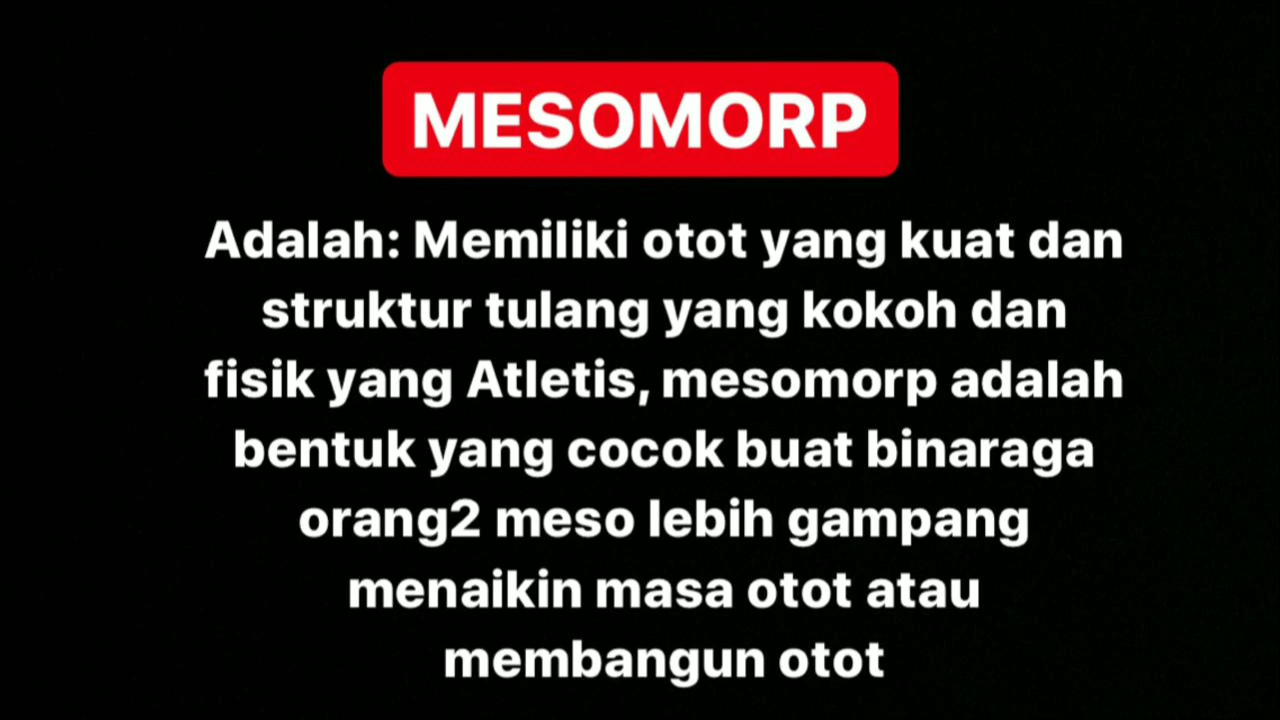 MESOMORP
Adalah: Memiliki otot yang kuat dan
struktur tulang yang kokoh dan
fisik yang Atletis, mesomorp adalah
bentuk yang cocok buat binaraga
orang2 meso lebih gampang
menaikin masa otot atau
membangun otot